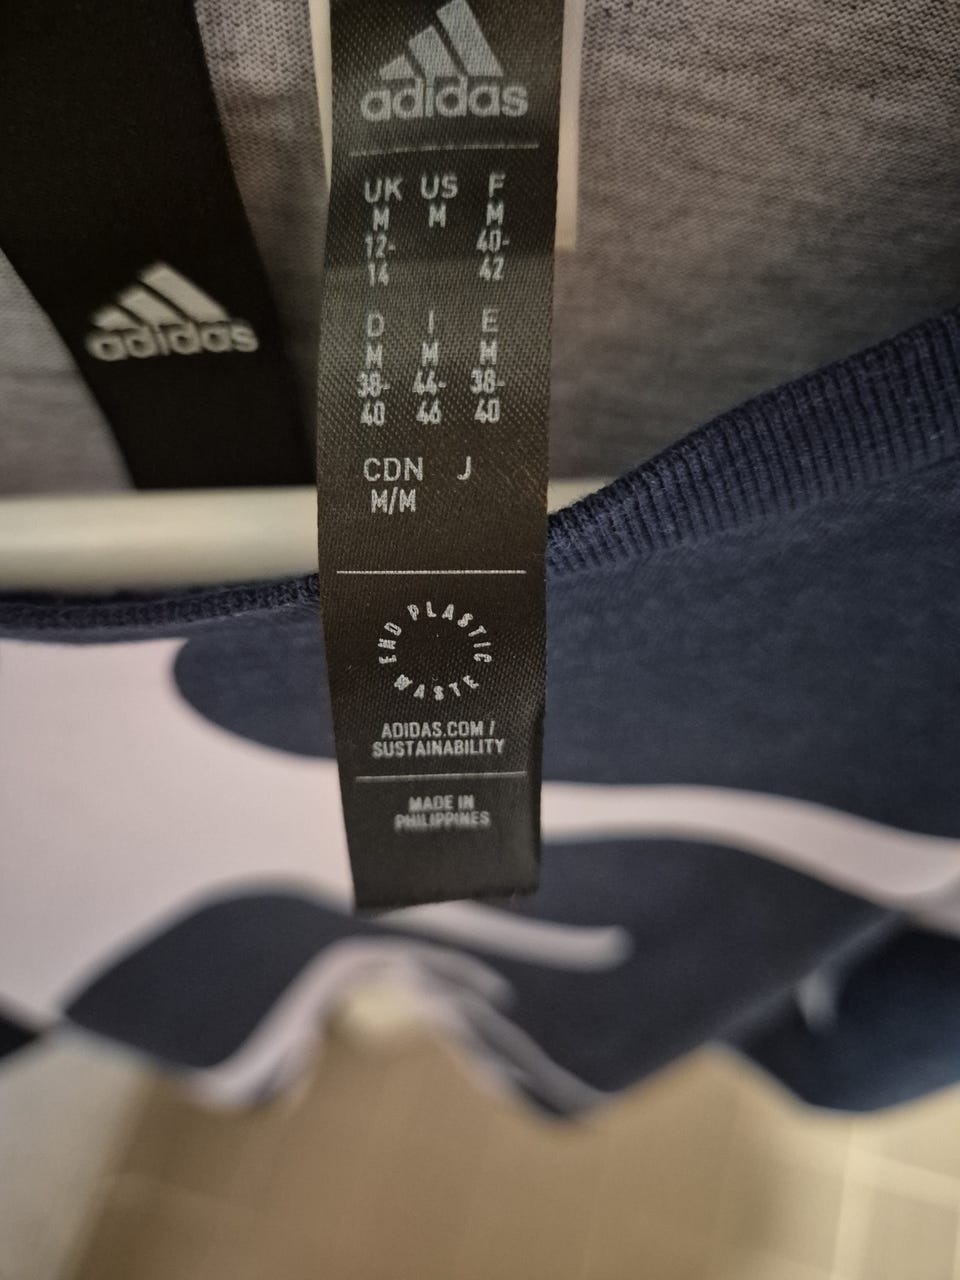 adidas
UK US F
M M M
12- 40-
14 42
D I E
M M M
38- 44- 38-
40 46 40
CDN J
M/M
END PLASTIC WASTE
ADIDAS.COM /
SUSTAINABILITY
MADE IN
PHILIPPINES
adidas